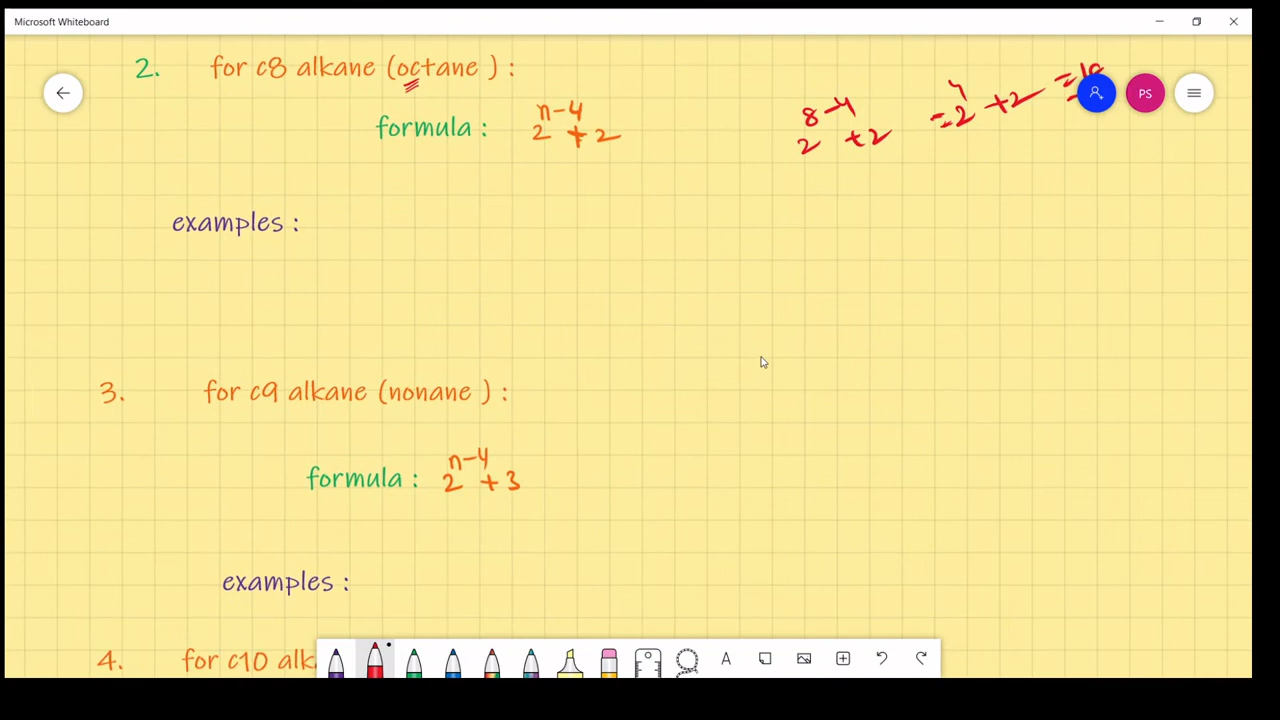 Microsoft Whiteboard
2. for c8 alkane (octane ) :
formula : 2^{n-4} + 2
2^{8-4} + 2 = 2^4 + 2 =
PS
examples :
3. for c9 alkane (nonane ) :
formula : 2^{n-4} + 3
examples :
4. for c10
A